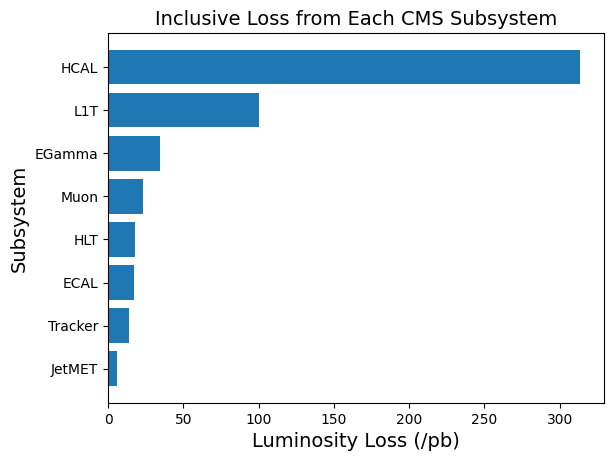 Inclusive Loss from Each CMS Subsystem
HCAL
L1T
EGamma
Muon
HLT
ECAL
Tracker
JetMET
Subsystem
0 50 100 150 200 250 300
Luminosity Loss (/pb)